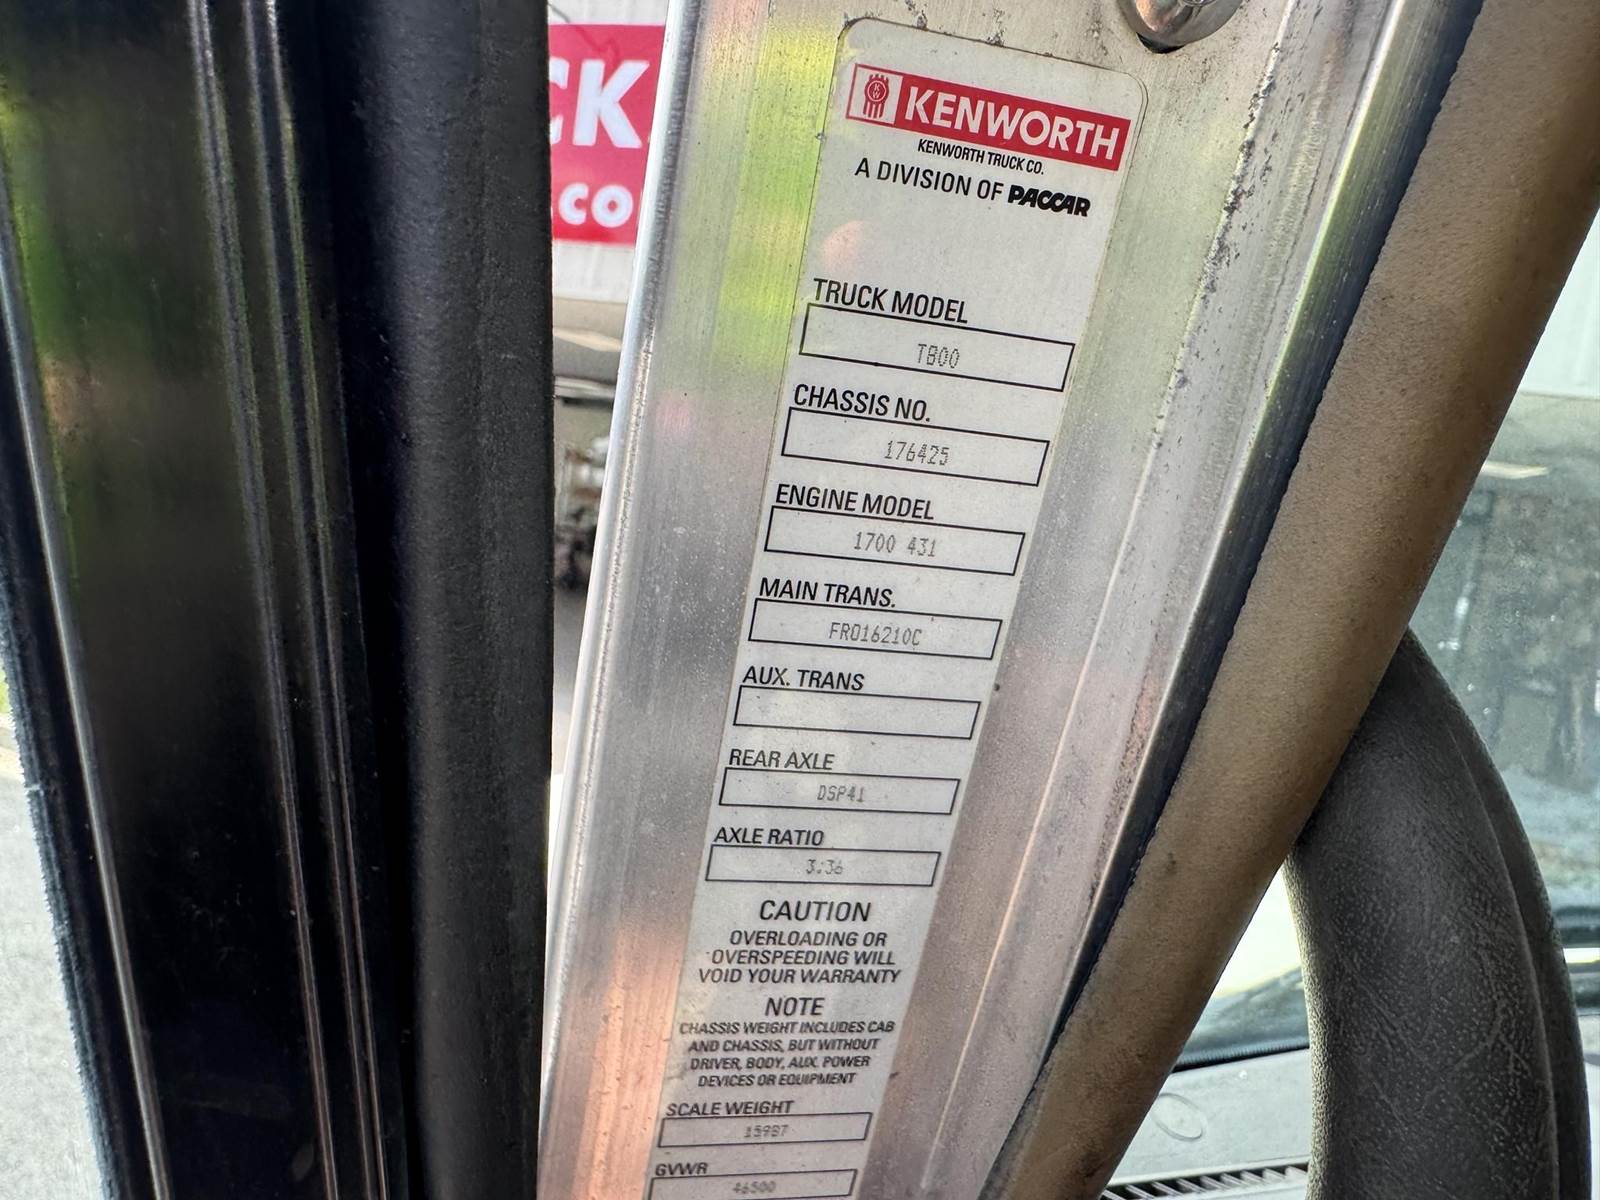 CK.
.CO
KENWORTH
KENWORTH TRUCK CO.
A DIVISION OF PACCAR
TRUCK MODEL
T800
CHASSIS NO.
176425
ENGINE MODEL
1700 431
MAIN TRANS.
FRO16210C
AUX. TRANS
REAR AXLE
DSP41
AXLE RATIO
3:36
CAUTION
OVERLOADING OR
OVERSPEEDING WILL
VOID YOUR WARRANTY
NOTE
CHASSIS WEIGHT INCLUDES CAB
AND CHASSIS, BUT WITHOUT
DRIVER, BODY, AUX. POWER
DEVICES OR EQUIPMENT
SCALE WEIGHT
15987
GVWR
46500